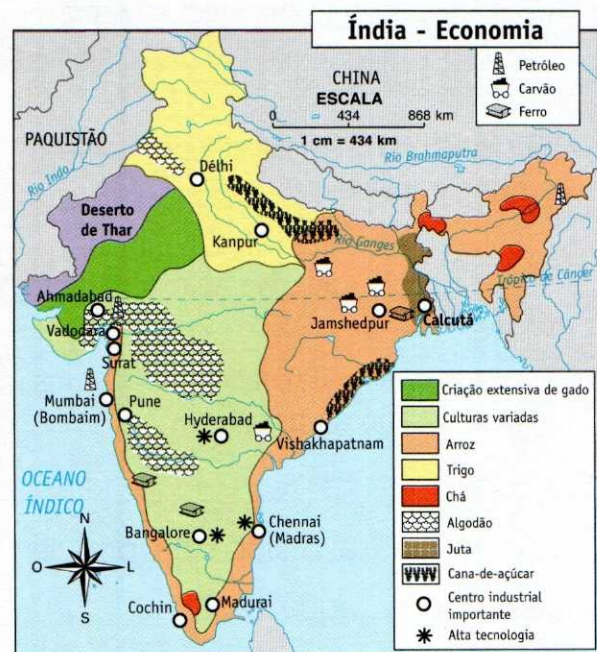 Índia - Economia
Petróleo
Carvão
Ferro
CHINA
ESCALA
0 434 868 km
1 cm = 434 km
PAQUISTÃO
Rio Indo
Rio Brahmaputra
Délhi
Deserto
de Thar
Kanpur
Rio Ganges
Trópico de Câncer
Ahmadabad
Vadodara
Surat
Jamshedpur
Calcutá
Mumbai
(Bombaim)
Pune
Hyderabad
Vishakhapatnam
OCEANO
ÍNDICO
N
O
L
S
Bangalore
Chennai
(Madras)
Cochin
Madurai
Criação extensiva de gado
Culturas variadas
Arroz
Trigo
Chá
Algodão
Juta
Cana-de-açúcar
Centro industrial
importante
Alta tecnologia